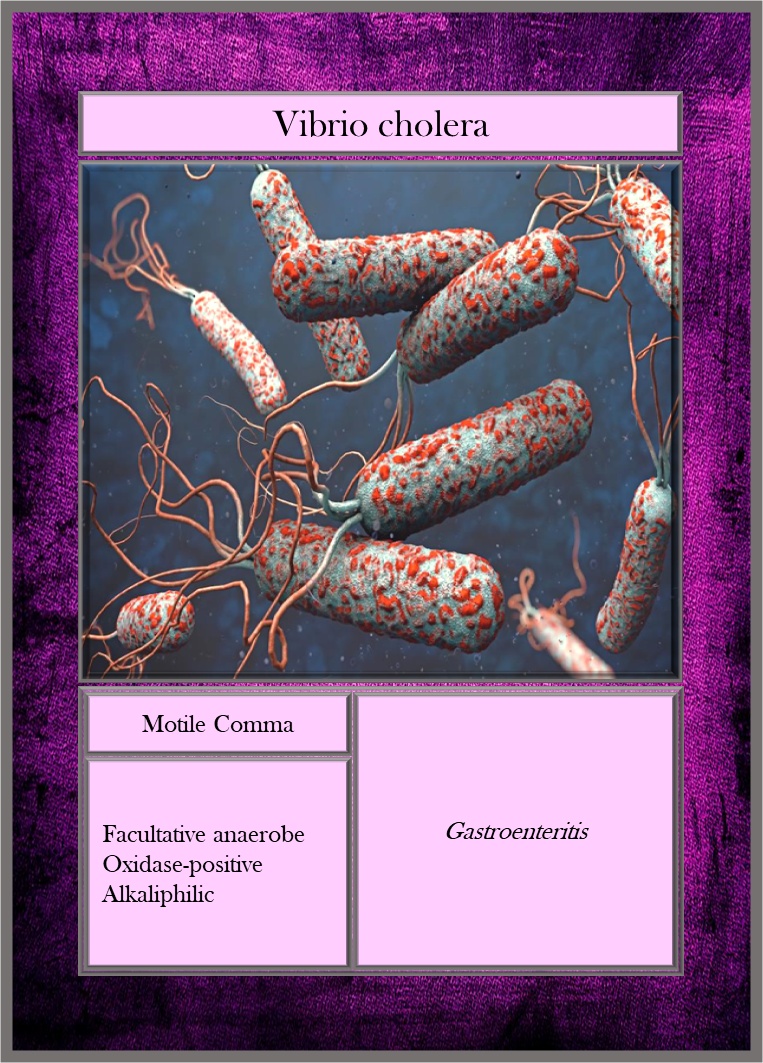 Vibrio cholera
Motile Comma
Facultative anaerobe
Oxidase-positive
Alkaliphilic
Gastroenteritis